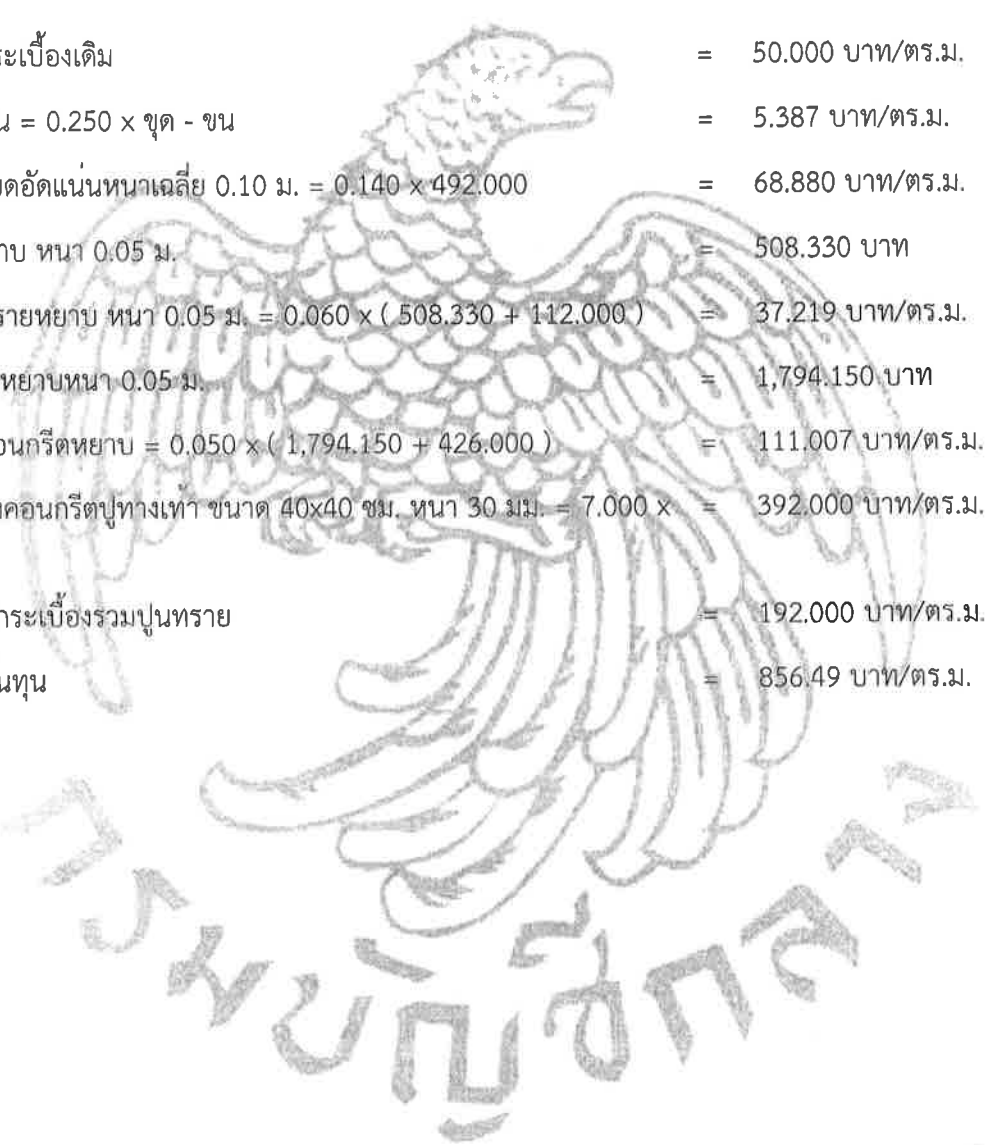 ระเบื้องเดิม = 50.000 บาท/ตร.ม.
น = 0.250 x ขุด - ขน = 5.387 บาท/ตร.ม.
ดอัดแน่นหนาเฉลี่ย 0.10 ม. = 0.140 x 492.000 = 68.880 บาท/ตร.ม.
าบ หนา 0.05 ม. = 508.330 บาท
รายหยาบ หนา 0.05 ม. = 0.060 x ( 508.330 + 112.000 ) = 37.219 บาท/ตร.ม.
หยาบหนา 0.05 ม. = 1,794.150 บาท
อนกรีตหยาบ = 0.050 x ( 1,794.150 + 426.000 ) = 111.007 บาท/ตร.ม.
คอนกรีตปูทางเท้า ขนาด 40x40 ซม. หนา 30 มม. = 7.000 x = 392.000 บาท/ตร.ม.
กระเบื้องรวมปูนทราย = 192.000 บาท/ตร.ม.
นทุน = 856.49 บาท/ตร.ม.
กรมบัญชีกลาง